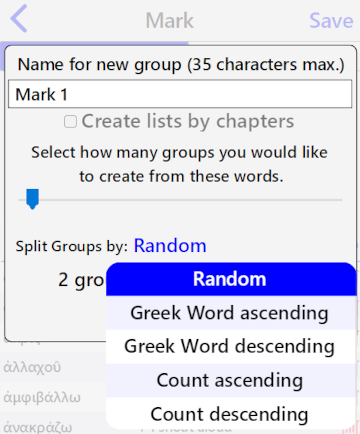 Mark
Save
Name for new group (35 characters max.)
Mark 1
Create lists by chapters
Select how many groups you would like
to create from these words.
Split Groups by: Random
2 gro
Random
Greek Word ascending
Greek Word descending
Count ascending
Count descending
ἀλλαχοῦ
ἀμφιβάλλω
ἀνακράζω